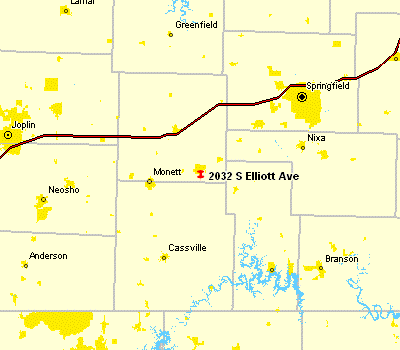 Lamar
Greenfield
Springfield
Joplin
Nixa
Monett
2032 S Elliott Ave
Neosho
Cassville
Anderson
Branson